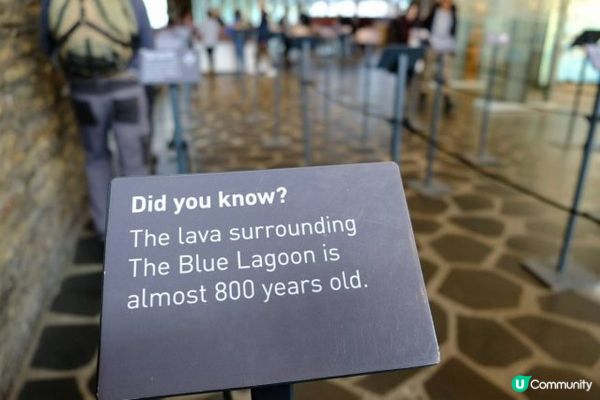 Did you know?
The lava surrounding
The Blue Lagoon is
almost 800 years old.
U Community